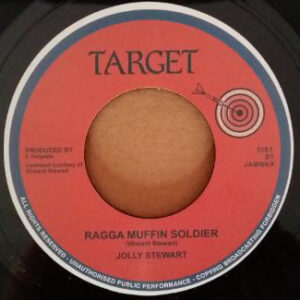 TARGET
PRODUCED BY
F. Palankis
Licensed courtesy of
Vincent Stewart
DIST.
BY
JAMWAX
RAGGA MUFFIN SOLDIER
(Vincent Stewart)
JOLLY STEWART
ALL RIGHTS RESERVED - UNAUTHORISED PUBLIC PERFORMANCE - COPYING BROADCASTING FORBIDDEN